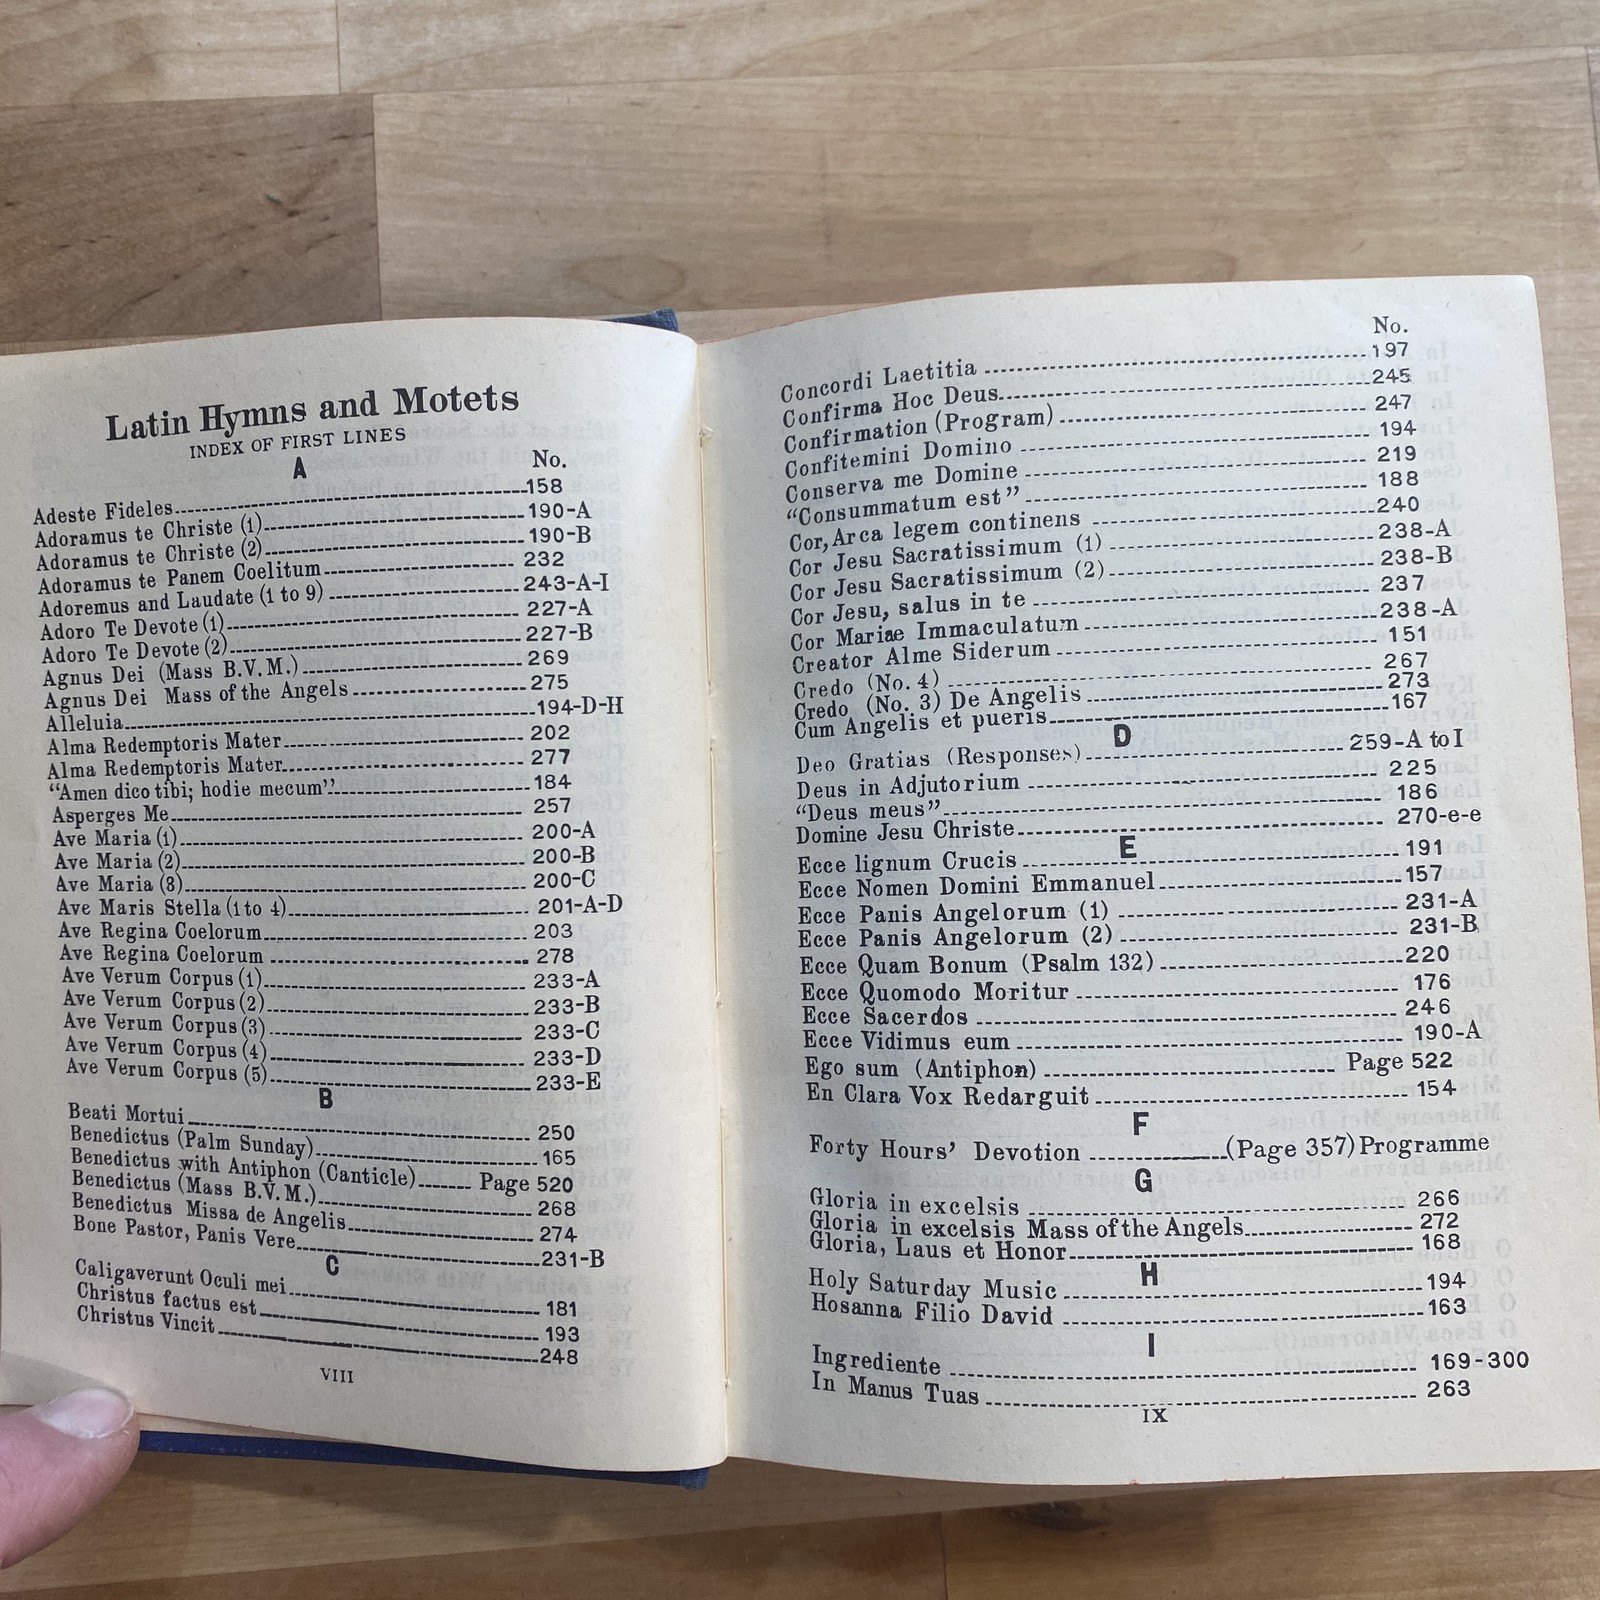 Latin Hymns and Motets
INDEX OF FIRST LINES
A
No.
Adeste Fideles 158
Adoramus te Christe (1) 190-A
Adoramus te Christe (2) 190-B
Adoramus te Panem Coelitum 232
Adoremus and Laudate (1 to 9) 243-A-I
Adoro Te Devote (1) 227-A
Adoro Te Devote (2) 227-B
Agnus Dei (Mass B.V.M.) 269
Agnus Dei Mass of the Angels 275
Alleluia 194-D-H
Alma Redemptoris Mater 202
Alma Redemptoris Mater 277
“Amen dico tibi; hodie mecum” 184
Asperges Me 257
Ave Maria (1) 200-A
Ave Maria (2) 200-B
Ave Maria (3) 200-C
Ave Maris Stella (1 to 4) 201-A-D
Ave Regina Coelorum 203
Ave Regina Coelorum 278
Ave Verum Corpus (1) 233-A
Ave Verum Corpus (2) 233-B
Ave Verum Corpus (3) 233-C
Ave Verum Corpus (4) 233-D
Ave Verum Corpus (5) 233-E
B
Beati Mortui 250
Benedictus (Palm Sunday) 165
Benedictus with Antiphon (Canticle) Page 520
Benedictus (Mass B.V.M.) 268
Benedictus Missa de Angelis 274
Bone Pastor, Panis Vere 231-B
C
Caligaverunt Oculi mei 181
Christus factus est 193
Christus Vincit 248
VIII
No.
Concordi Laetitia 197
Confirma Hoc Deus 245
Confirmation (Program) 247
Confitemini Domino 194
Conserva me Domine 219
“Consummatum est” 188
Cor, Arca legem continens 240
Cor Jesu Sacratissimum (1) 238-A
Cor Jesu Sacratissimum (2) 238-B
Cor Jesu, salus in te 237
Cor Mariae Immaculatum 238-A
Creator Alme Siderum 151
Credo (No. 4) 267
Credo (No. 3) De Angelis 273
Cum Angelis et pueris 167
D
Deo Gratias (Responses) 259-A to I
Deus in Adjutorium 225
“Deus meus” 186
Domine Jesu Christe 270-e-e
E
Ecce lignum Crucis 191
Ecce Nomen Domini Emmanuel 157
Ecce Panis Angelorum (1) 231-A
Ecce Panis Angelorum (2) 231-B
Ecce Quam Bonum (Psalm 132) 220
Ecce Quomodo Moritur 176
Ecce Sacerdos 246
Ecce Vidimus eum 190-A
Ego sum (Antiphon) Page 522
En Clara Vox Redarguit 154
F
Forty Hours’ Devotion (Page 357) Programme
G
Gloria in excelsis 266
Gloria in excelsis Mass of the Angels 272
Gloria, Laus et Honor 168
H
Holy Saturday Music 194
Hosanna Filio David 163
I
Ingrediente 169-300
In Manus Tuas 263
IX